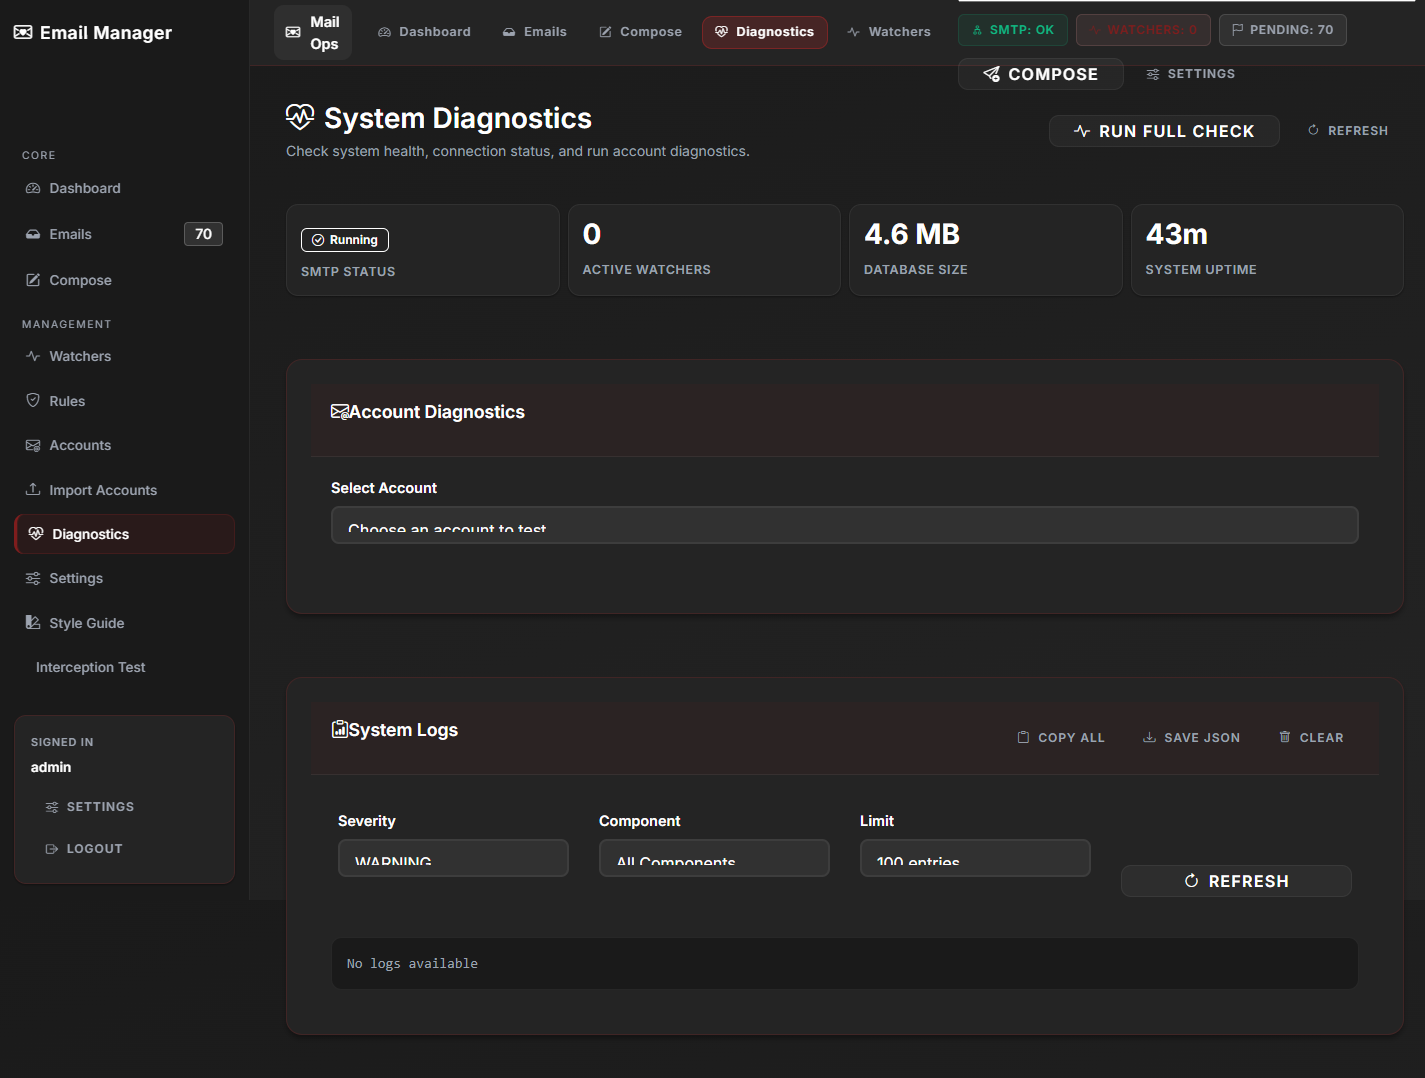 Email Manager
CORE
Dashboard
Emails
70
Compose
MANAGEMENT
Watchers
Rules
Accounts
Import Accounts
Diagnostics
Settings
Style Guide
Interception Test
SIGNED IN
admin
SETTINGS
LOGOUT
Mail
Ops
Dashboard
Emails
Compose
Diagnostics
Watchers
SMTP: OK
WATCHERS: 0
PENDING: 70
COMPOSE
SETTINGS
System Diagnostics
Check system health, connection status, and run account diagnostics.
RUN FULL CHECK
REFRESH
Running
SMTP STATUS
0
ACTIVE WATCHERS
4.6 MB
DATABASE SIZE
43m
SYSTEM UPTIME
Account Diagnostics
Select Account
Choose an account to test
System Logs
COPY ALL
SAVE JSON
CLEAR
Severity
WARNING
Component
All Components
Limit
100 entries
REFRESH
No logs available